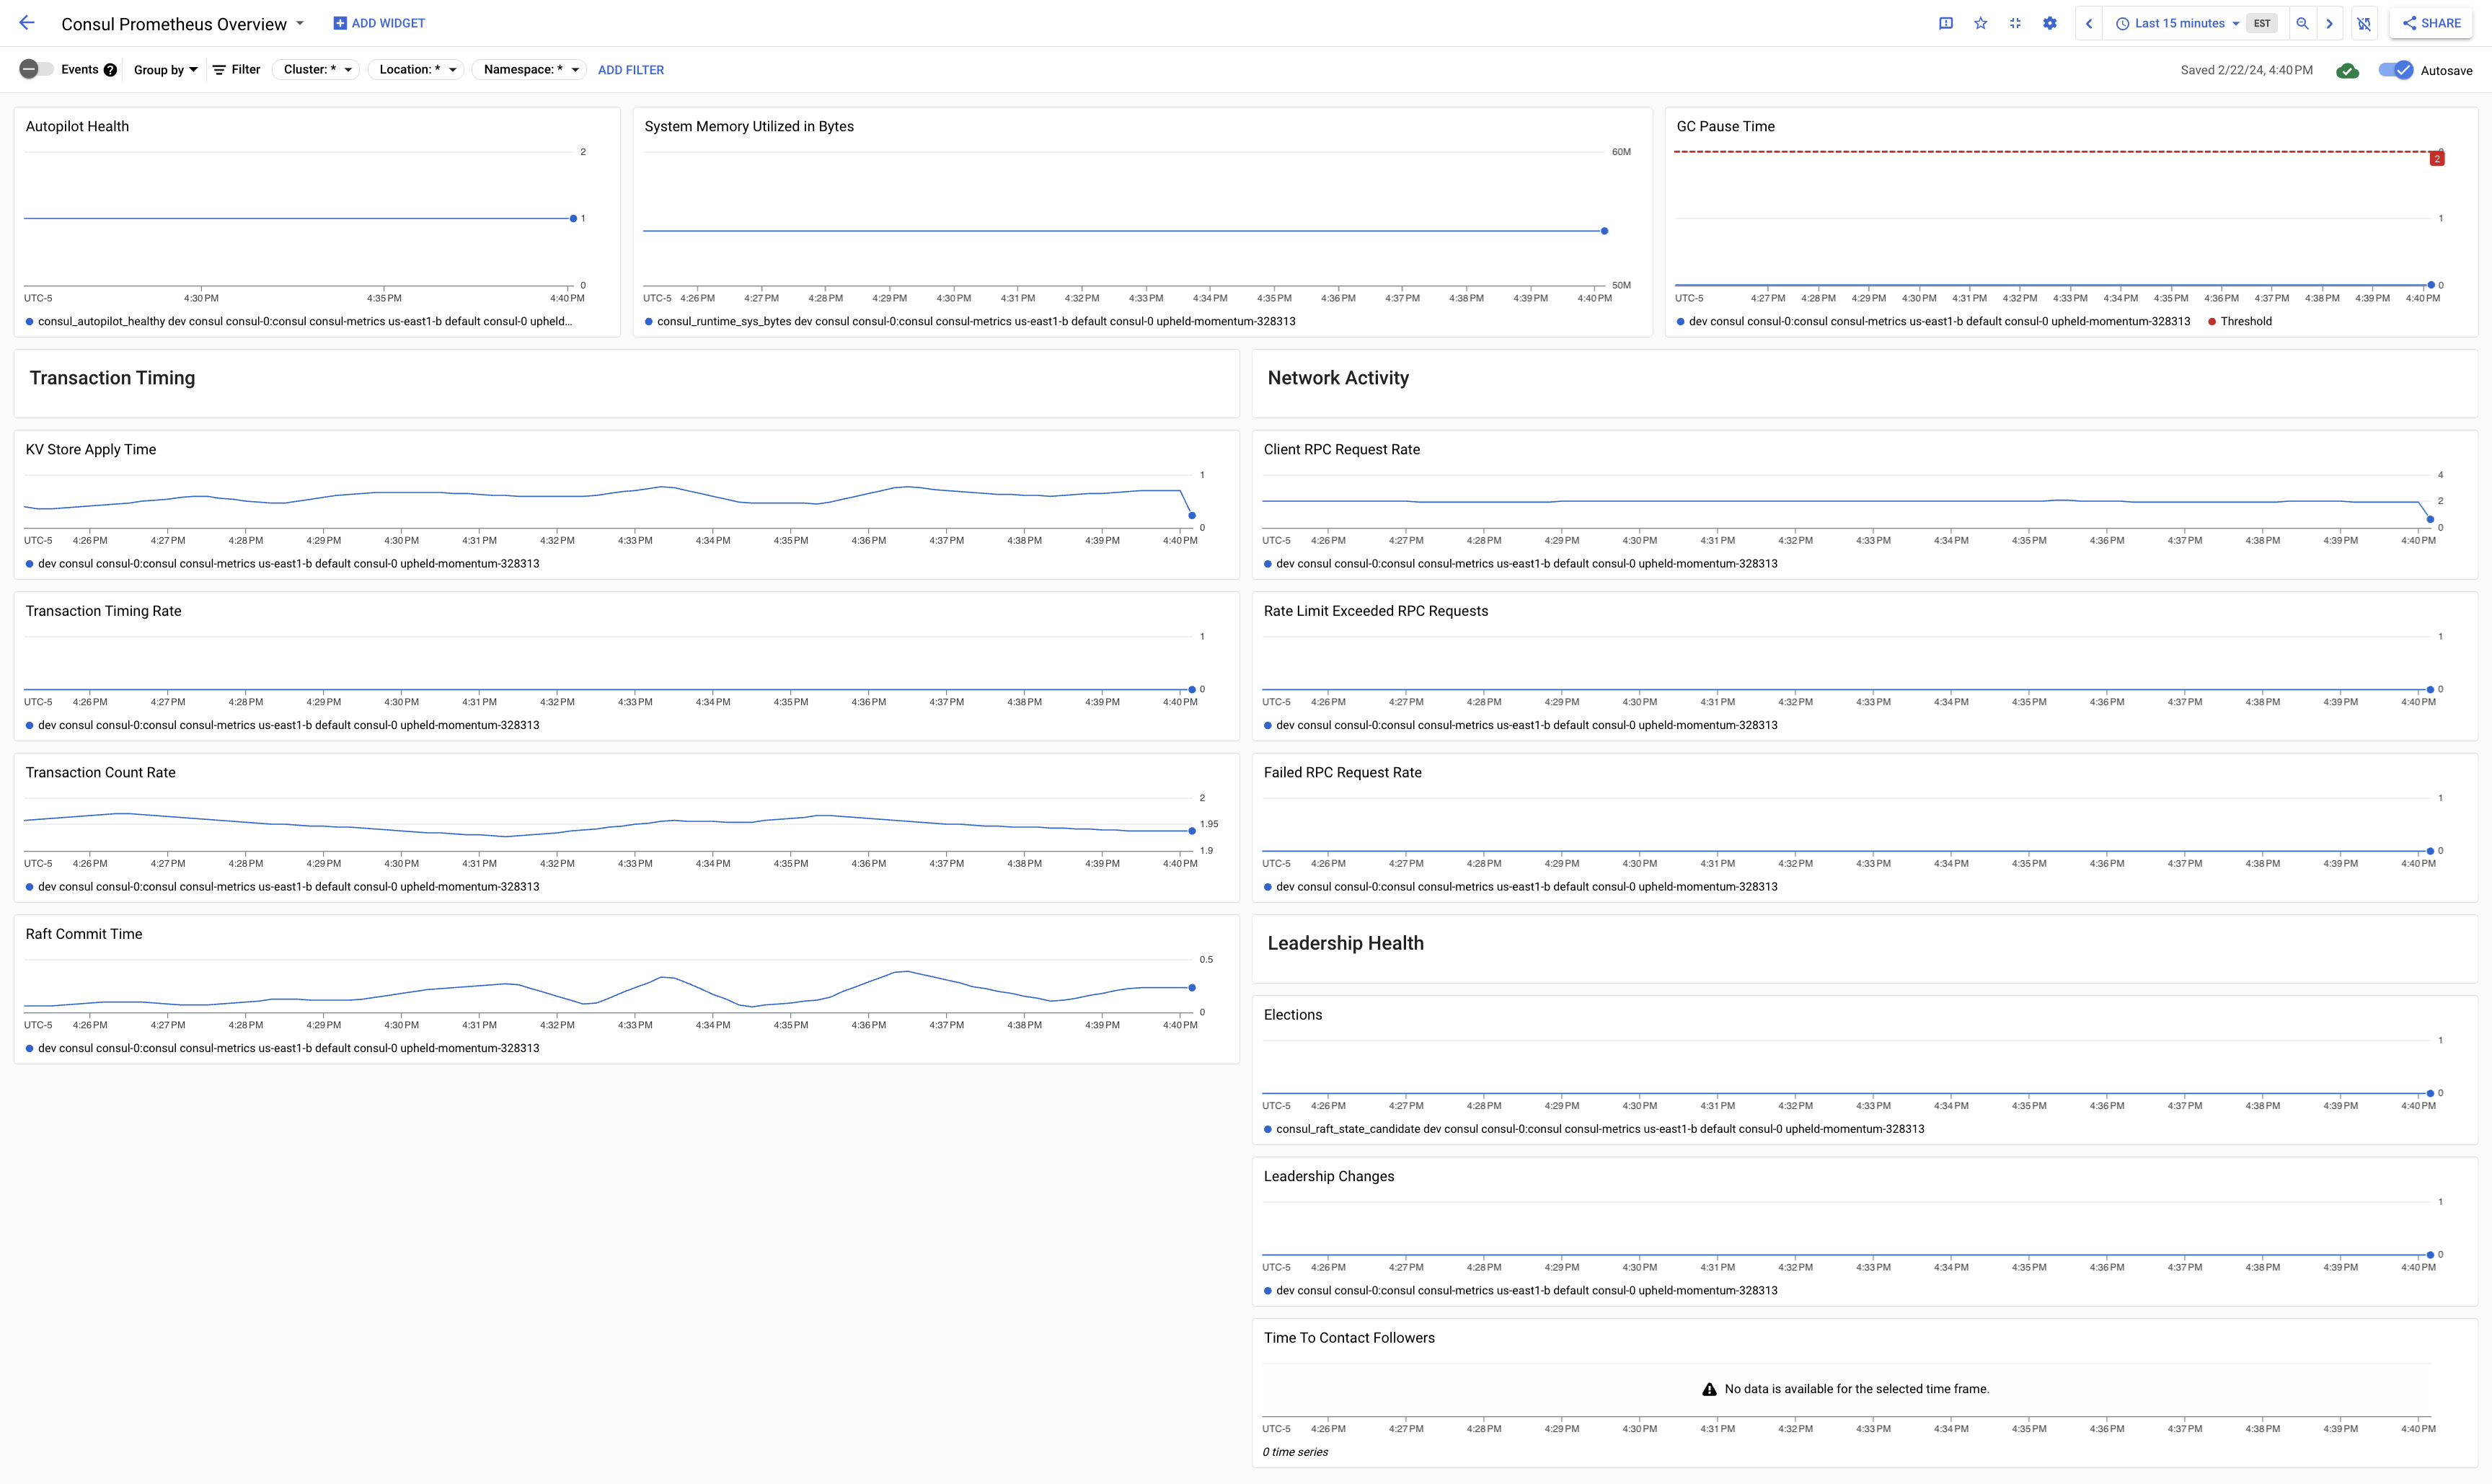 Consul Prometheus Overview ADD WIDGET Last 15 minutes EST SHARE
Events Group by Filter Cluster: * Location: * Namespace: * ADD FILTER Saved 2/22/24, 4:40 PM Autosave
Autopilot Health
2
1
0
UTC-5 4:30 PM 4:35 PM 4:40 PM
consul_autopilot_healthy dev consul consul-0:consul consul-metrics us-east1-b default consul-0 upheld...
System Memory Utilized in Bytes
60M
50M
UTC-5 4:26 PM 4:27 PM 4:28 PM 4:29 PM 4:30 PM 4:31 PM 4:32 PM 4:33 PM 4:34 PM 4:35 PM 4:36 PM 4:37 PM 4:38 PM 4:39 PM 4:40 PM
consul_runtime_sys_bytes dev consul consul-0:consul consul-metrics us-east1-b default consul-0 upheld-momentum-328313
GC Pause Time
2
1
0
UTC-5 4:27 PM 4:28 PM 4:29 PM 4:30 PM 4:31 PM 4:32 PM 4:33 PM 4:34 PM 4:35 PM 4:36 PM 4:37 PM 4:38 PM 4:39 PM 4:40 PM
dev consul consul-0:consul consul-metrics us-east1-b default consul-0 upheld-momentum-328313 Threshold
Transaction Timing
KV Store Apply Time
1
0
UTC-5 4:26 PM 4:27 PM 4:28 PM 4:29 PM 4:30 PM 4:31 PM 4:32 PM 4:33 PM 4:34 PM 4:35 PM 4:36 PM 4:37 PM 4:38 PM 4:39 PM 4:40 PM
dev consul consul-0:consul consul-metrics us-east1-b default consul-0 upheld-momentum-328313
Transaction Timing Rate
1
0
UTC-5 4:26 PM 4:27 PM 4:28 PM 4:29 PM 4:30 PM 4:31 PM 4:32 PM 4:33 PM 4:34 PM 4:35 PM 4:36 PM 4:37 PM 4:38 PM 4:39 PM 4:40 PM
dev consul consul-0:consul consul-metrics us-east1-b default consul-0 upheld-momentum-328313
Transaction Count Rate
2
1.95
1.9
UTC-5 4:26 PM 4:27 PM 4:28 PM 4:29 PM 4:30 PM 4:31 PM 4:32 PM 4:33 PM 4:34 PM 4:35 PM 4:36 PM 4:37 PM 4:38 PM 4:39 PM 4:40 PM
dev consul consul-0:consul consul-metrics us-east1-b default consul-0 upheld-momentum-328313
Raft Commit Time
0.5
0
UTC-5 4:26 PM 4:27 PM 4:28 PM 4:29 PM 4:30 PM 4:31 PM 4:32 PM 4:33 PM 4:34 PM 4:35 PM 4:36 PM 4:37 PM 4:38 PM 4:39 PM 4:40 PM
dev consul consul-0:consul consul-metrics us-east1-b default consul-0 upheld-momentum-328313
Network Activity
Client RPC Request Rate
4
2
0
UTC-5 4:26 PM 4:27 PM 4:28 PM 4:29 PM 4:30 PM 4:31 PM 4:32 PM 4:33 PM 4:34 PM 4:35 PM 4:36 PM 4:37 PM 4:38 PM 4:39 PM 4:40 PM
dev consul consul-0:consul consul-metrics us-east1-b default consul-0 upheld-momentum-328313
Rate Limit Exceeded RPC Requests
1
0
UTC-5 4:26 PM 4:27 PM 4:28 PM 4:29 PM 4:30 PM 4:31 PM 4:32 PM 4:33 PM 4:34 PM 4:35 PM 4:36 PM 4:37 PM 4:38 PM 4:39 PM 4:40 PM
dev consul consul-0:consul consul-metrics us-east1-b default consul-0 upheld-momentum-328313
Failed RPC Request Rate
1
0
UTC-5 4:26 PM 4:27 PM 4:28 PM 4:29 PM 4:30 PM 4:31 PM 4:32 PM 4:33 PM 4:34 PM 4:35 PM 4:36 PM 4:37 PM 4:38 PM 4:39 PM 4:40 PM
dev consul consul-0:consul consul-metrics us-east1-b default consul-0 upheld-momentum-328313
Leadership Health
Elections
1
0
UTC-5 4:26 PM 4:27 PM 4:28 PM 4:29 PM 4:30 PM 4:31 PM 4:32 PM 4:33 PM 4:34 PM 4:35 PM 4:36 PM 4:37 PM 4:38 PM 4:39 PM 4:40 PM
consul_raft_state_candidate dev consul consul-0:consul consul-metrics us-east1-b default consul-0 upheld-momentum-328313
Leadership Changes
1
0
UTC-5 4:26 PM 4:27 PM 4:28 PM 4:29 PM 4:30 PM 4:31 PM 4:32 PM 4:33 PM 4:34 PM 4:35 PM 4:36 PM 4:37 PM 4:38 PM 4:39 PM 4:40 PM
dev consul consul-0:consul consul-metrics us-east1-b default consul-0 upheld-momentum-328313
Time To Contact Followers
No data is available for the selected time frame.
UTC-5 4:26 PM 4:27 PM 4:28 PM 4:29 PM 4:30 PM 4:31 PM 4:32 PM 4:33 PM 4:34 PM 4:35 PM 4:36 PM 4:37 PM 4:38 PM 4:39 PM 4:40 PM
0 time series